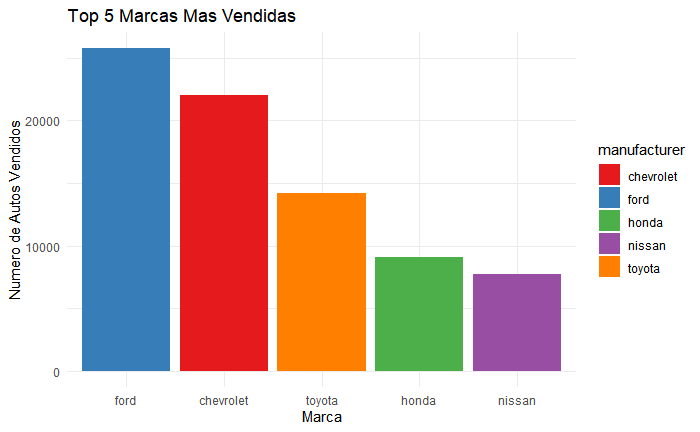 Top 5 Marcas Mas Vendidas
Numero de Autos Vendidos
20000
10000
0
ford
chevrolet
toyota
honda
nissan
Marca
manufacturer
chevrolet
ford
honda
nissan
toyota